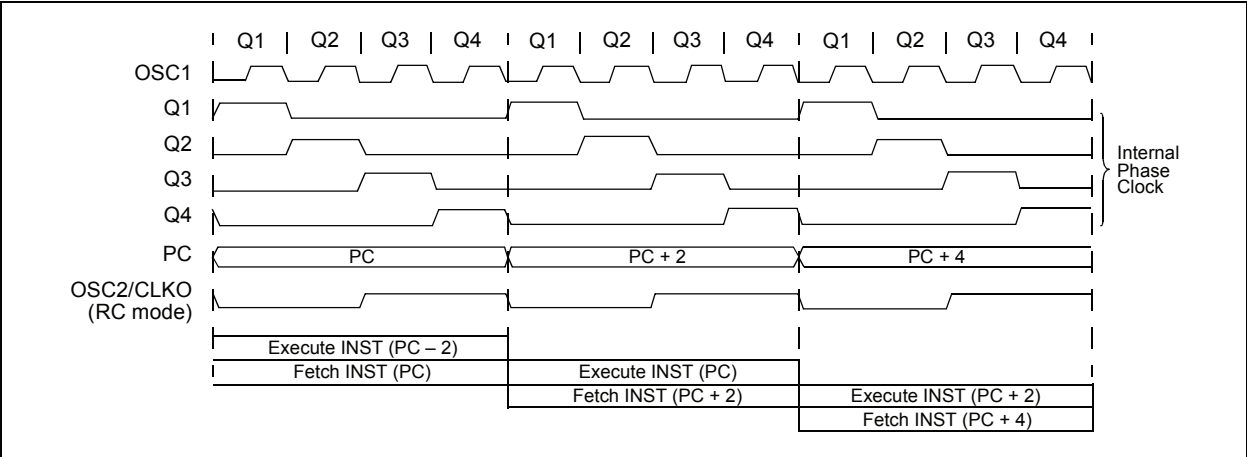 Q1 Q2 Q3 Q4 Q1 Q2 Q3 Q4 Q1 Q2 Q3 Q4
OSC1
Q1
Q2
Q3
Q4
Internal
Phase
Clock
PC
PC
PC + 2
PC + 4
OSC2/CLKO
(RC mode)
Execute INST (PC – 2)
Fetch INST (PC)
Execute INST (PC)
Fetch INST (PC + 2)
Execute INST (PC + 2)
Fetch INST (PC + 4)